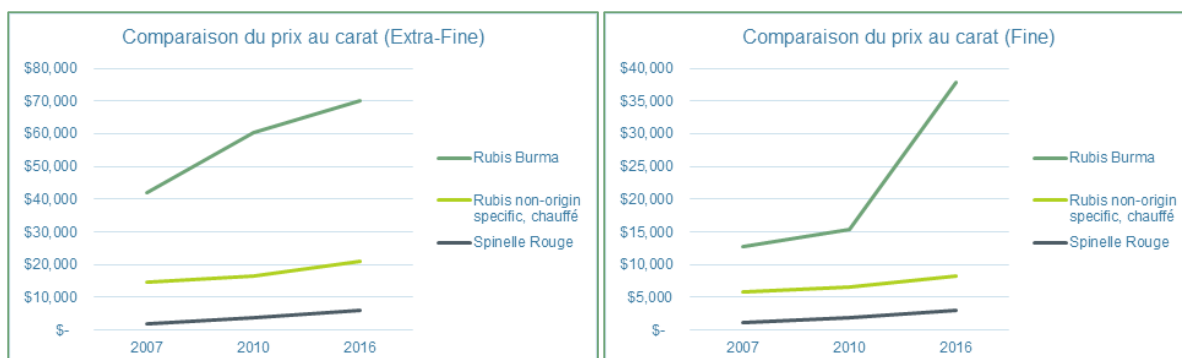 Comparaison du prix au carat (Extra-Fine)
$80,000
$70,000
$60,000
$50,000
$40,000
$30,000
$20,000
$10,000
$-
2007 2010 2016
Rubis Burma
Rubis non-origin
specific, chauffé
Spinelle Rouge
Comparaison du prix au carat (Fine)
$40,000
$35,000
$30,000
$25,000
$20,000
$15,000
$10,000
$5,000
$-
2007 2010 2016
Rubis Burma
Rubis non-origin
specific, chauffé
Spinelle Rouge